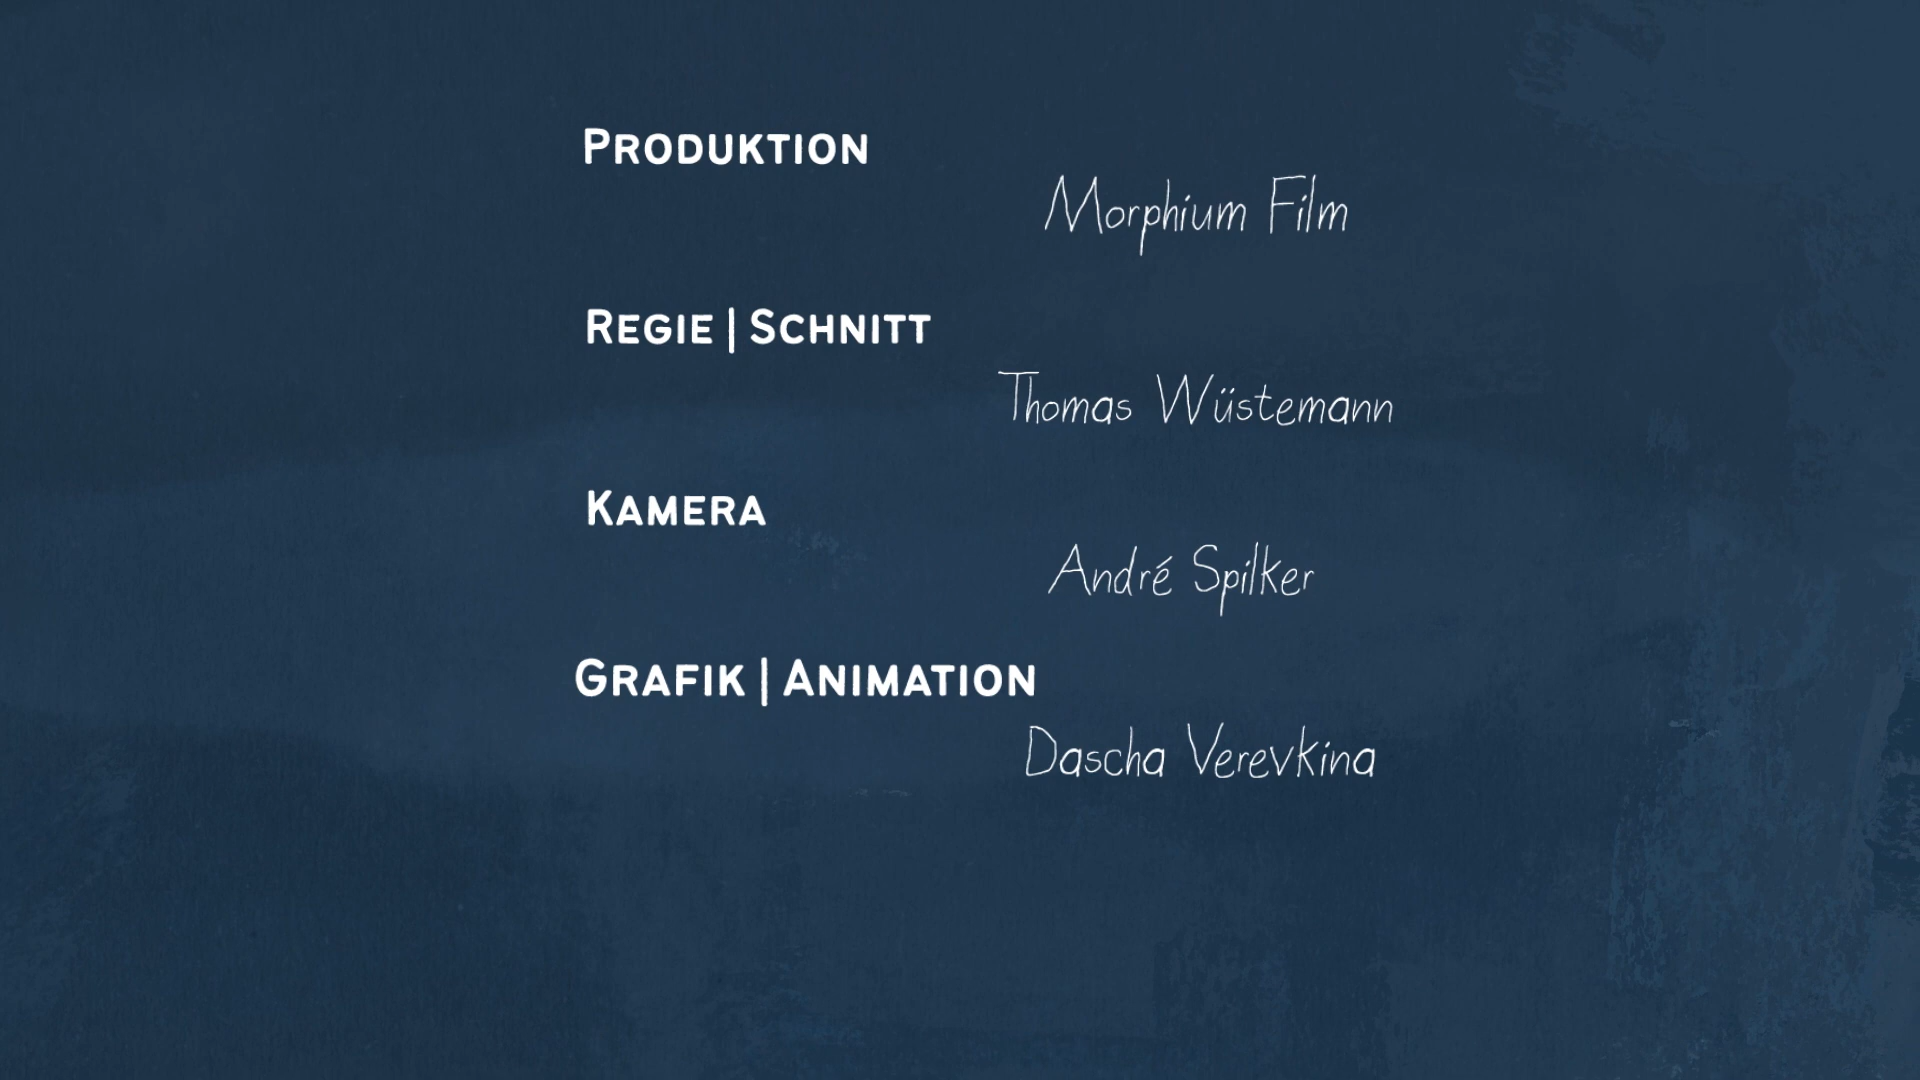 Produktion
Morphium Film
Regie | Schnitt
Thomas Wüstemann
Kamera
André Spilker
Grafik | Animation
Dascha Verevkina